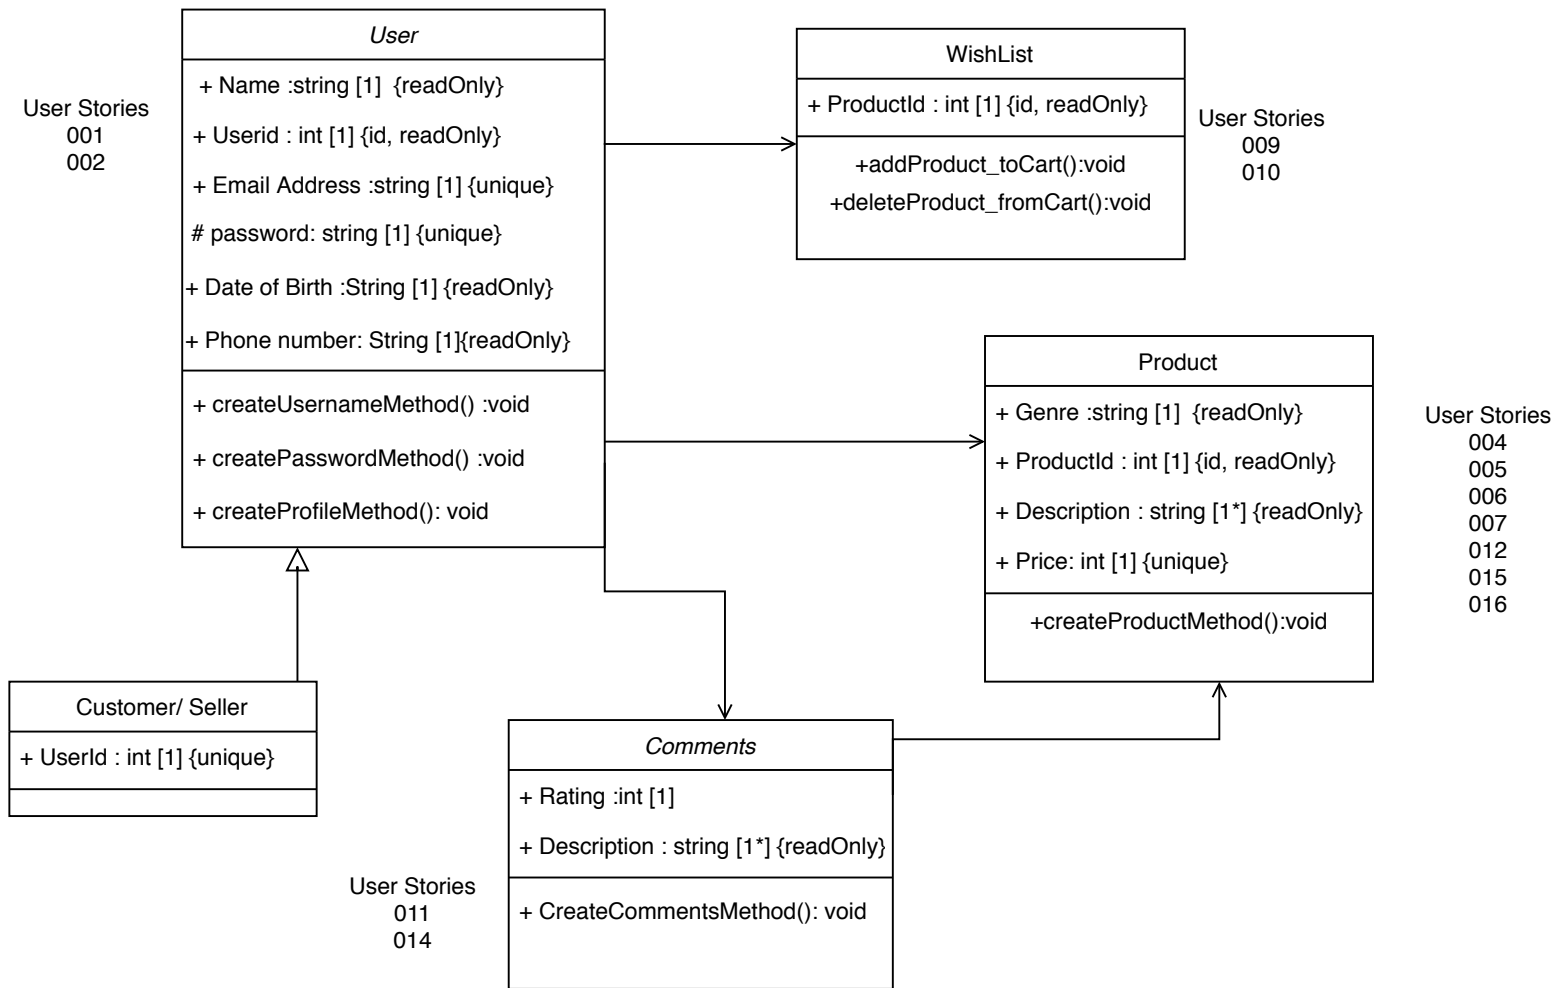 User
+ Name :string [1]  {readOnly}
+ Userid : int [1] {id, readOnly}
+ Email Address :string [1] {unique}
# password: string [1] {unique}
+ Date of Birth :String [1] {readOnly}
+ Phone number: String [1]{readOnly}
+ createUsernameMethod() :void
+ createPasswordMethod() :void
+ createProfileMethod(): void
User Stories
001
002
WishList
+ ProductId : int [1] {id, readOnly}
+addProduct_toCart():void
+deleteProduct_fromCart():void
User Stories
009
010
Product
+ Genre :string [1]  {readOnly}
+ ProductId : int [1] {id, readOnly}
+ Description : string [1*] {readOnly}
+ Price: int [1] {unique}
+createProductMethod():void
User Stories
004
005
006
007
012
015
016
Customer/ Seller
+ UserId : int [1] {unique}
Comments
+ Rating :int [1]
+ Description : string [1*] {readOnly}
+ CreateCommentsMethod(): void
User Stories
011
014